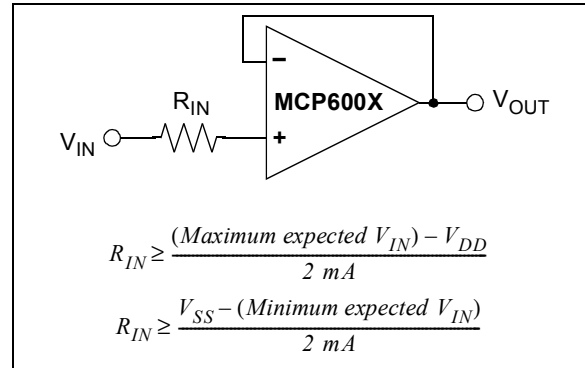 –
MCP600X
R_IN
V_OUT
V_IN
+
R_IN ≥ (Maximum expected V_IN) – V_DD / 2 mA
R_IN ≥ V_SS – (Minimum expected V_IN) / 2 mA